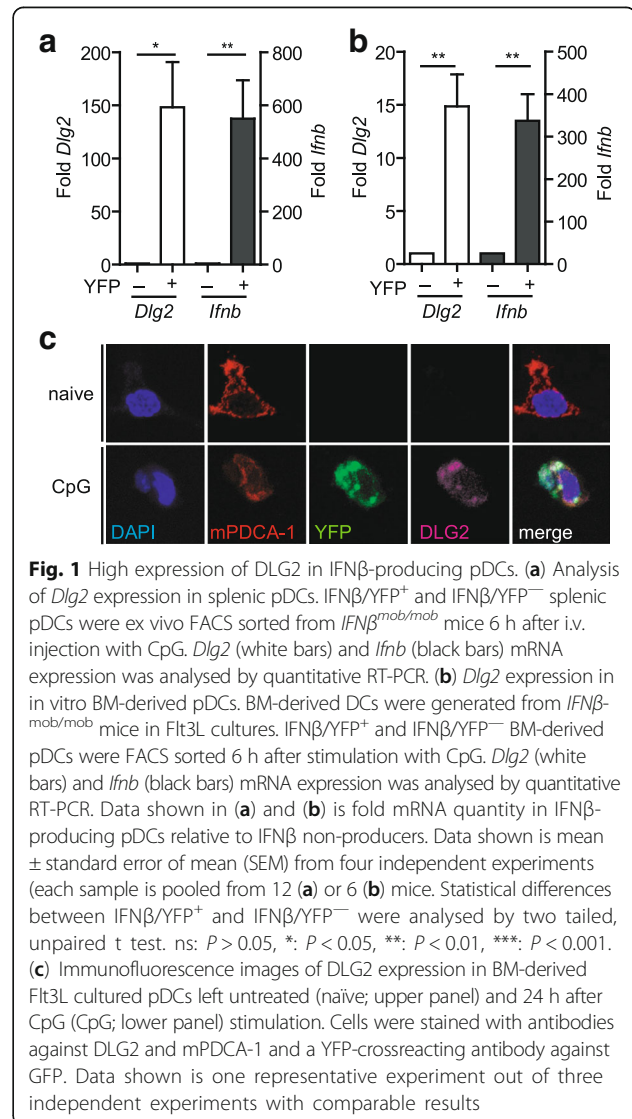 a
b
*
**
**
**
200
150
100
50
0
Fold Dlg2
800
600
400
200
0
Fold Ifnb
YFP − + − +
Dlg2 Ifnb
20
15
10
5
0
Fold Dlg2
500
400
300
200
100
0
Fold Ifnb
YFP − + − +
Dlg2 Ifnb
c
naive
CpG
DAPI mPDCA-1 YFP DLG2 merge
Fig. 1 High expression of DLG2 in IFNβ-producing pDCs. (a) Analysis
of Dlg2 expression in splenic pDCs. IFNβ/YFP⁺ and IFNβ/YFP⁻ splenic
pDCs were ex vivo FACS sorted from IFNβᵐᵒᵇ/ᵐᵒᵇ mice 6 h after i.v.
injection with CpG. Dlg2 (white bars) and Ifnb (black bars) mRNA
expression was analysed by quantitative RT-PCR. (b) Dlg2 expression in
in vitro BM-derived pDCs. BM-derived DCs were generated from IFNβ-
ᵐᵒᵇ/ᵐᵒᵇ mice in Flt3L cultures. IFNβ/YFP⁺ and IFNβ/YFP⁻ BM-derived
pDCs were FACS sorted 6 h after stimulation with CpG. Dlg2 (white
bars) and Ifnb (black bars) mRNA expression was analysed by quantitative
RT-PCR. Data shown in (a) and (b) is fold mRNA quantity in IFNβ-
producing pDCs relative to IFNβ non-producers. Data shown is mean
± standard error of mean (SEM) from four independent experiments
(each sample is pooled from 12 (a) or 6 (b) mice. Statistical differences
between IFNβ/YFP⁺ and IFNβ/YFP⁻ were analysed by two tailed,
unpaired t test. ns: P > 0.05, *: P < 0.05, **: P < 0.01, ***: P < 0.001.
(c) Immunofluorescence images of DLG2 expression in BM-derived
Flt3L cultured pDCs left untreated (naïve; upper panel) and 24 h after
CpG (CpG; lower panel) stimulation. Cells were stained with antibodies
against DLG2 and mPDCA-1 and a YFP-crossreacting antibody against
GFP. Data shown is one representative experiment out of three
independent experiments with comparable results